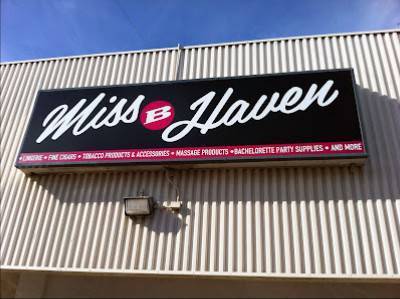 Miss B Haven
• LINGERIE • FINE CIGARS • TOBACCO PRODUCTS & ACCESSORIES • MASSAGE PRODUCTS • BACHELORETTE PARTY SUPPLIES • AND MORE